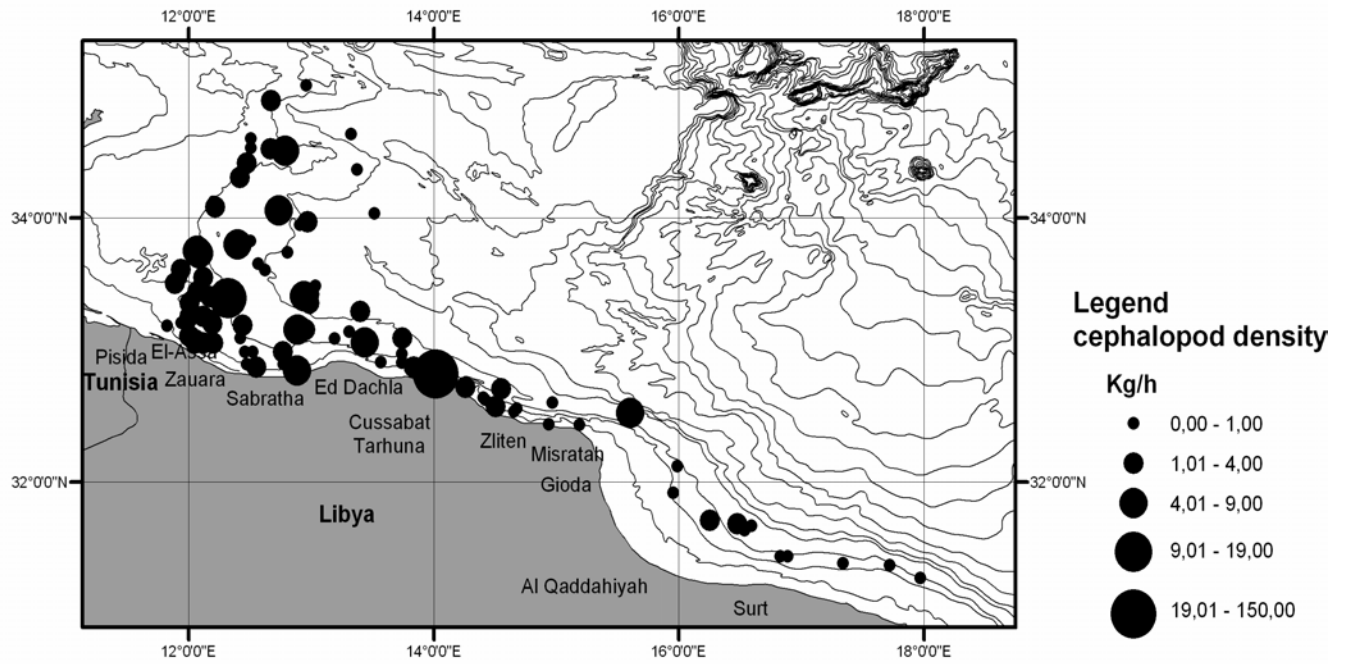 12°0'0"E 14°0'0"E 16°0'0"E 18°0'0"E
34°0'0"N 34°0'0"N
Legend
cephalopod density
Kg/h
Pisida El-Assa
Tunisia Zauara
Sabratha Ed Dachla
Cussabat
Tarhuna
Zliten
Misratah
Gioda
32°0'0"N 32°0'0"N
Libya
Al Qaddahiyah
Surt
0,00 - 1,00
1,01 - 4,00
4,01 - 9,00
9,01 - 19,00
19,01 - 150,00
12°0'0"E 14°0'0"E 16°0'0"E 18°0'0"E